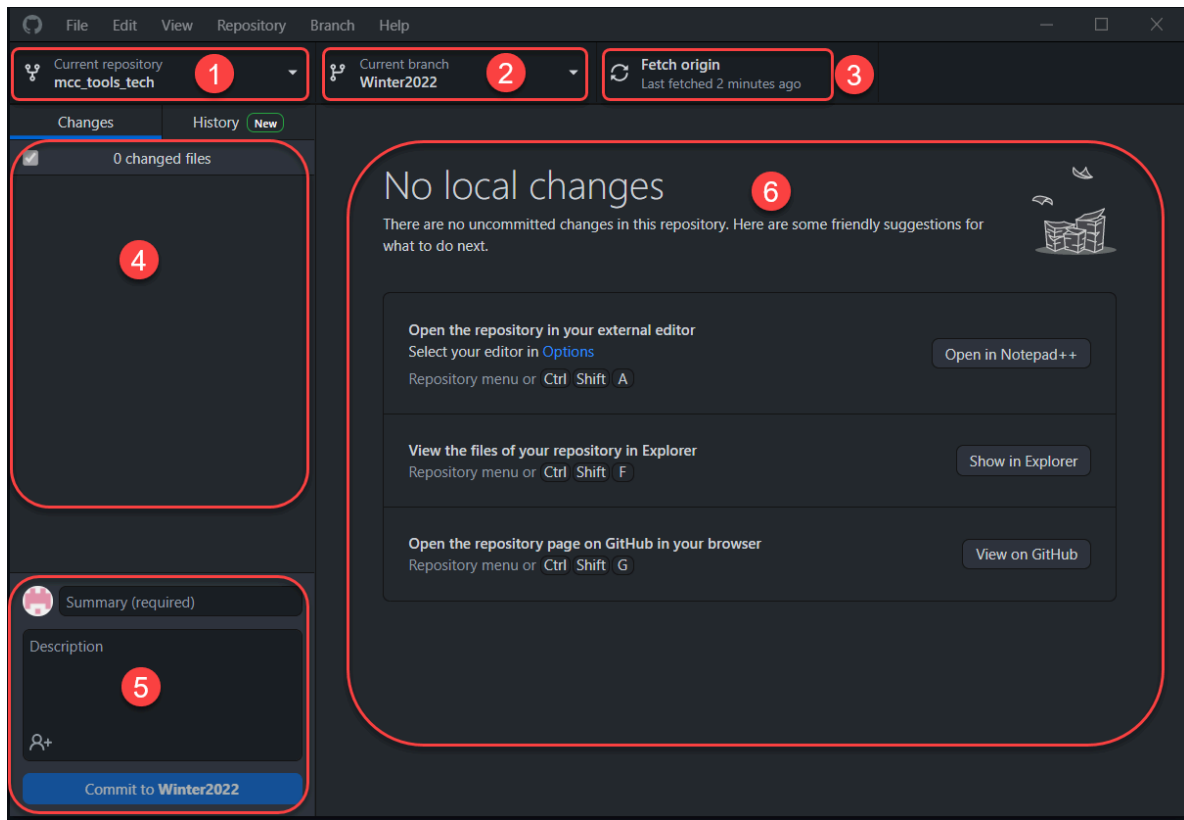 File Edit View Repository Branch Help
Current repository
mcc_tools_tech
1
Current branch
Winter2022
2
Fetch origin
Last fetched 2 minutes ago
3
Changes
History New
0 changed files
4
No local changes
6
There are no uncommitted changes in this repository. Here are some friendly suggestions for
what to do next.
Open the repository in your external editor
Select your editor in Options
Repository menu or Ctrl Shift A
Open in Notepad++
View the files of your repository in Explorer
Repository menu or Ctrl Shift F
Show in Explorer
Open the repository page on GitHub in your browser
Repository menu or Ctrl Shift G
View on GitHub
Summary (required)
Description
5
Commit to Winter2022